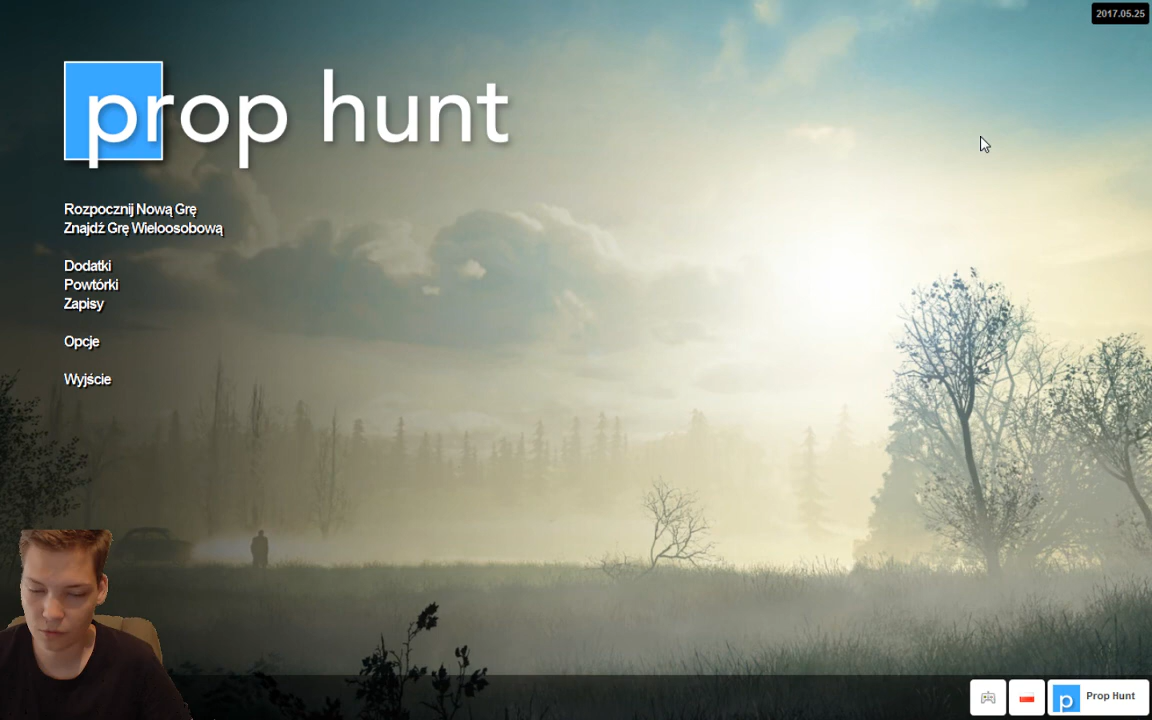 2017.05.25
prop hunt
Rozpocznij Nową Grę
Znajdź Grę Wieloosobową
Dodatki
Powtórki
Zapisy
Opcje
Wyjście
p Prop Hunt